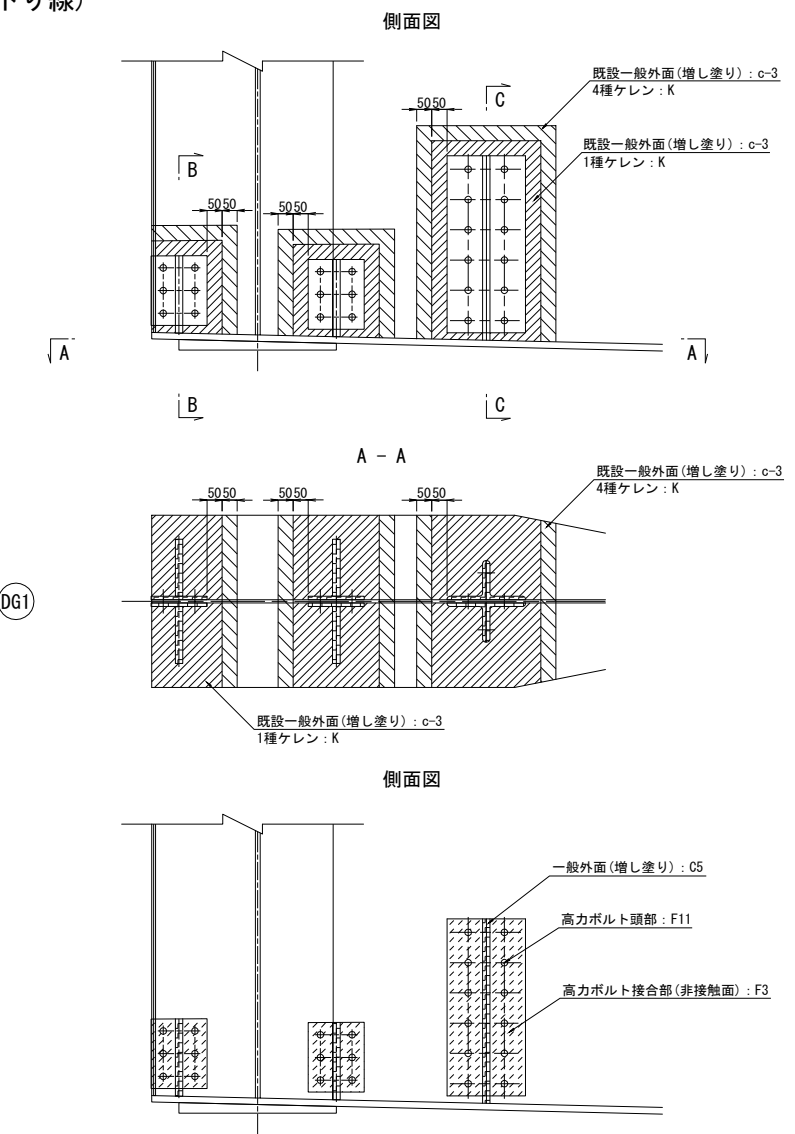 側面図
既設一般外面(増し塗り):c-3
4種ケレン:K
C
5050
既設一般外面(増し塗り):c-3
1種ケレン:K
B
5050
5050
A
A
B
C
A - A
既設一般外面(増し塗り):c-3
4種ケレン:K
5050
5050
5050
DG1
既設一般外面(増し塗り):c-3
1種ケレン:K
側面図
一般外面(増し塗り):C5
高力ボルト頭部:F11
高力ボルト接合部(非接触面):F3